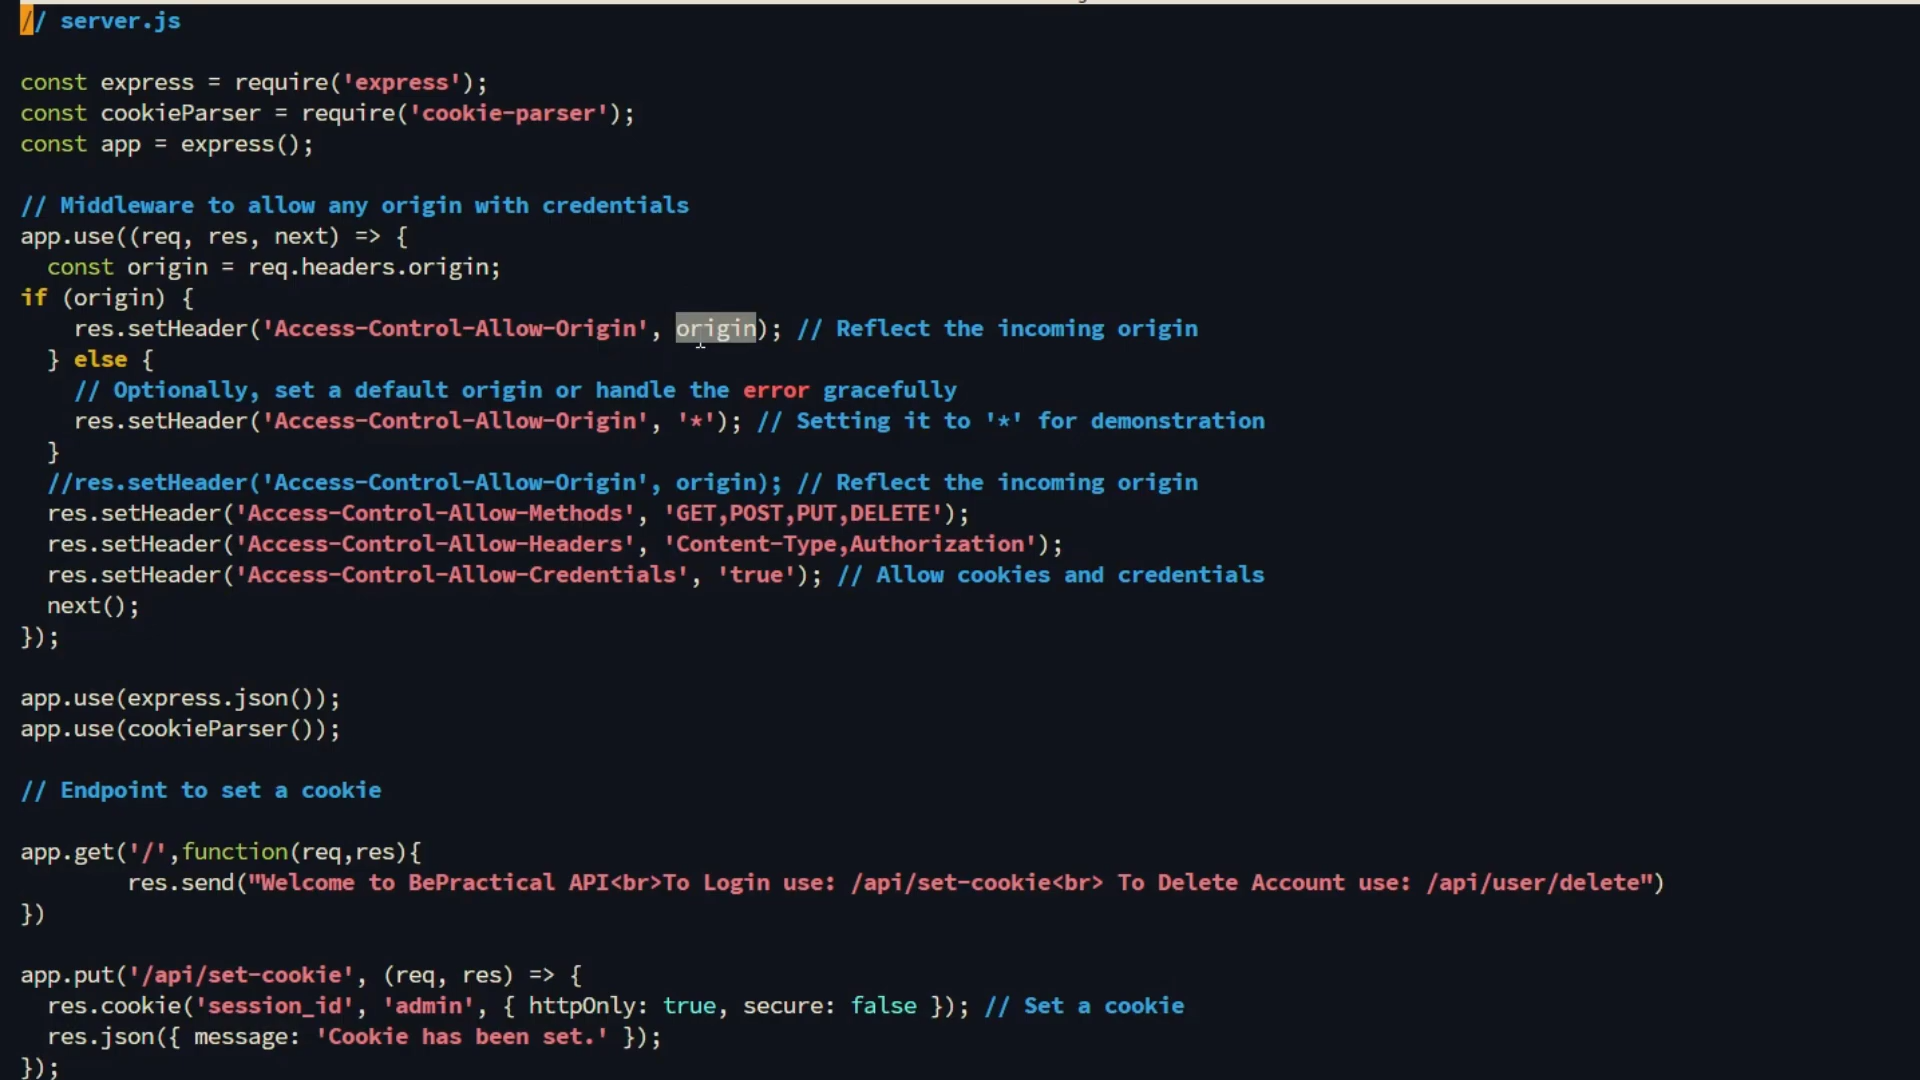 // server.js
const express = require('express');
const cookieParser = require('cookie-parser');
const app = express();
// Middleware to allow any origin with credentials
app.use((req, res, next) => {
  const origin = req.headers.origin;
if (origin) {
    res.setHeader('Access-Control-Allow-Origin', origin); // Reflect the incoming origin
  } else {
    // Optionally, set a default origin or handle the error gracefully
    res.setHeader('Access-Control-Allow-Origin', '*'); // Setting it to '*' for demonstration
  }
  //res.setHeader('Access-Control-Allow-Origin', origin); // Reflect the incoming origin
  res.setHeader('Access-Control-Allow-Methods', 'GET,POST,PUT,DELETE');
  res.setHeader('Access-Control-Allow-Headers', 'Content-Type,Authorization');
  res.setHeader('Access-Control-Allow-Credentials', 'true'); // Allow cookies and credentials
  next();
});
app.use(express.json());
app.use(cookieParser());
// Endpoint to set a cookie
app.get('/',function(req,res){
        res.send("Welcome to BePractical API<br>To Login use: /api/set-cookie<br> To Delete Account use: /api/user/delete")
})
app.put('/api/set-cookie', (req, res) => {
  res.cookie('session_id', 'admin', { httpOnly: true, secure: false }); // Set a cookie
  res.json({ message: 'Cookie has been set.' });
});